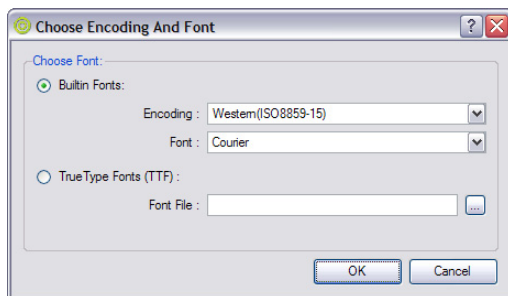 Choose Encoding And Font
Choose Font:
Builtin Fonts:
Encoding : Western(ISO8859-15)
Font : Courier
TrueType Fonts (TTF) :
Font File : ...
OK Cancel